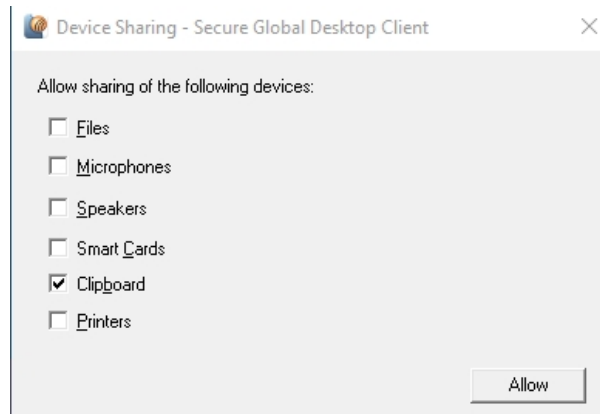 Device Sharing - Secure Global Desktop Client
Allow sharing of the following devices:
Files
Microphones
Speakers
Smart Cards
Clipboard
Printers
Allow